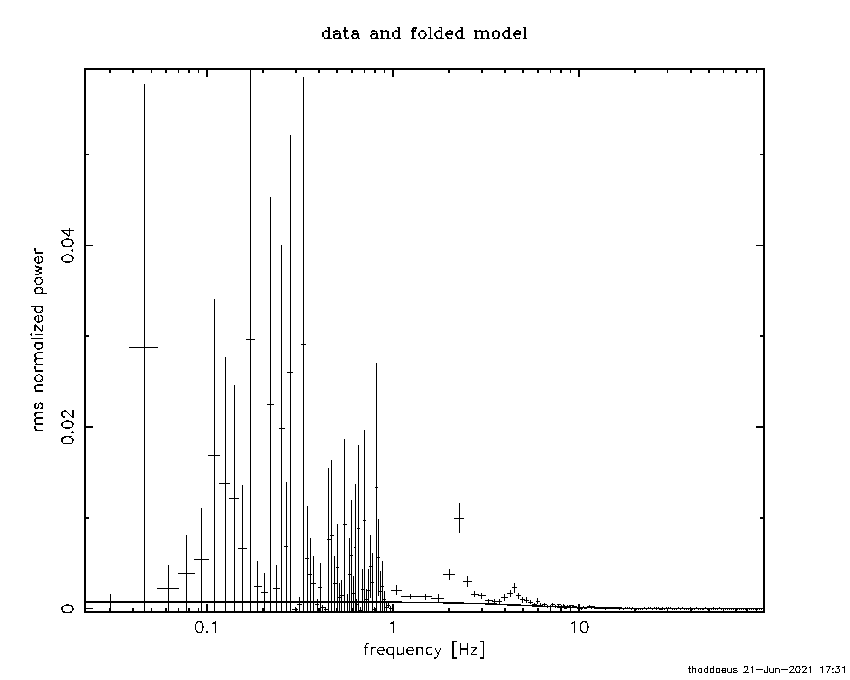 data and folded model
rms normalized power
0.04
0.02
0
0.1
1
10
frequency [Hz]
thaddaeus 21-Jun-2021 17:31